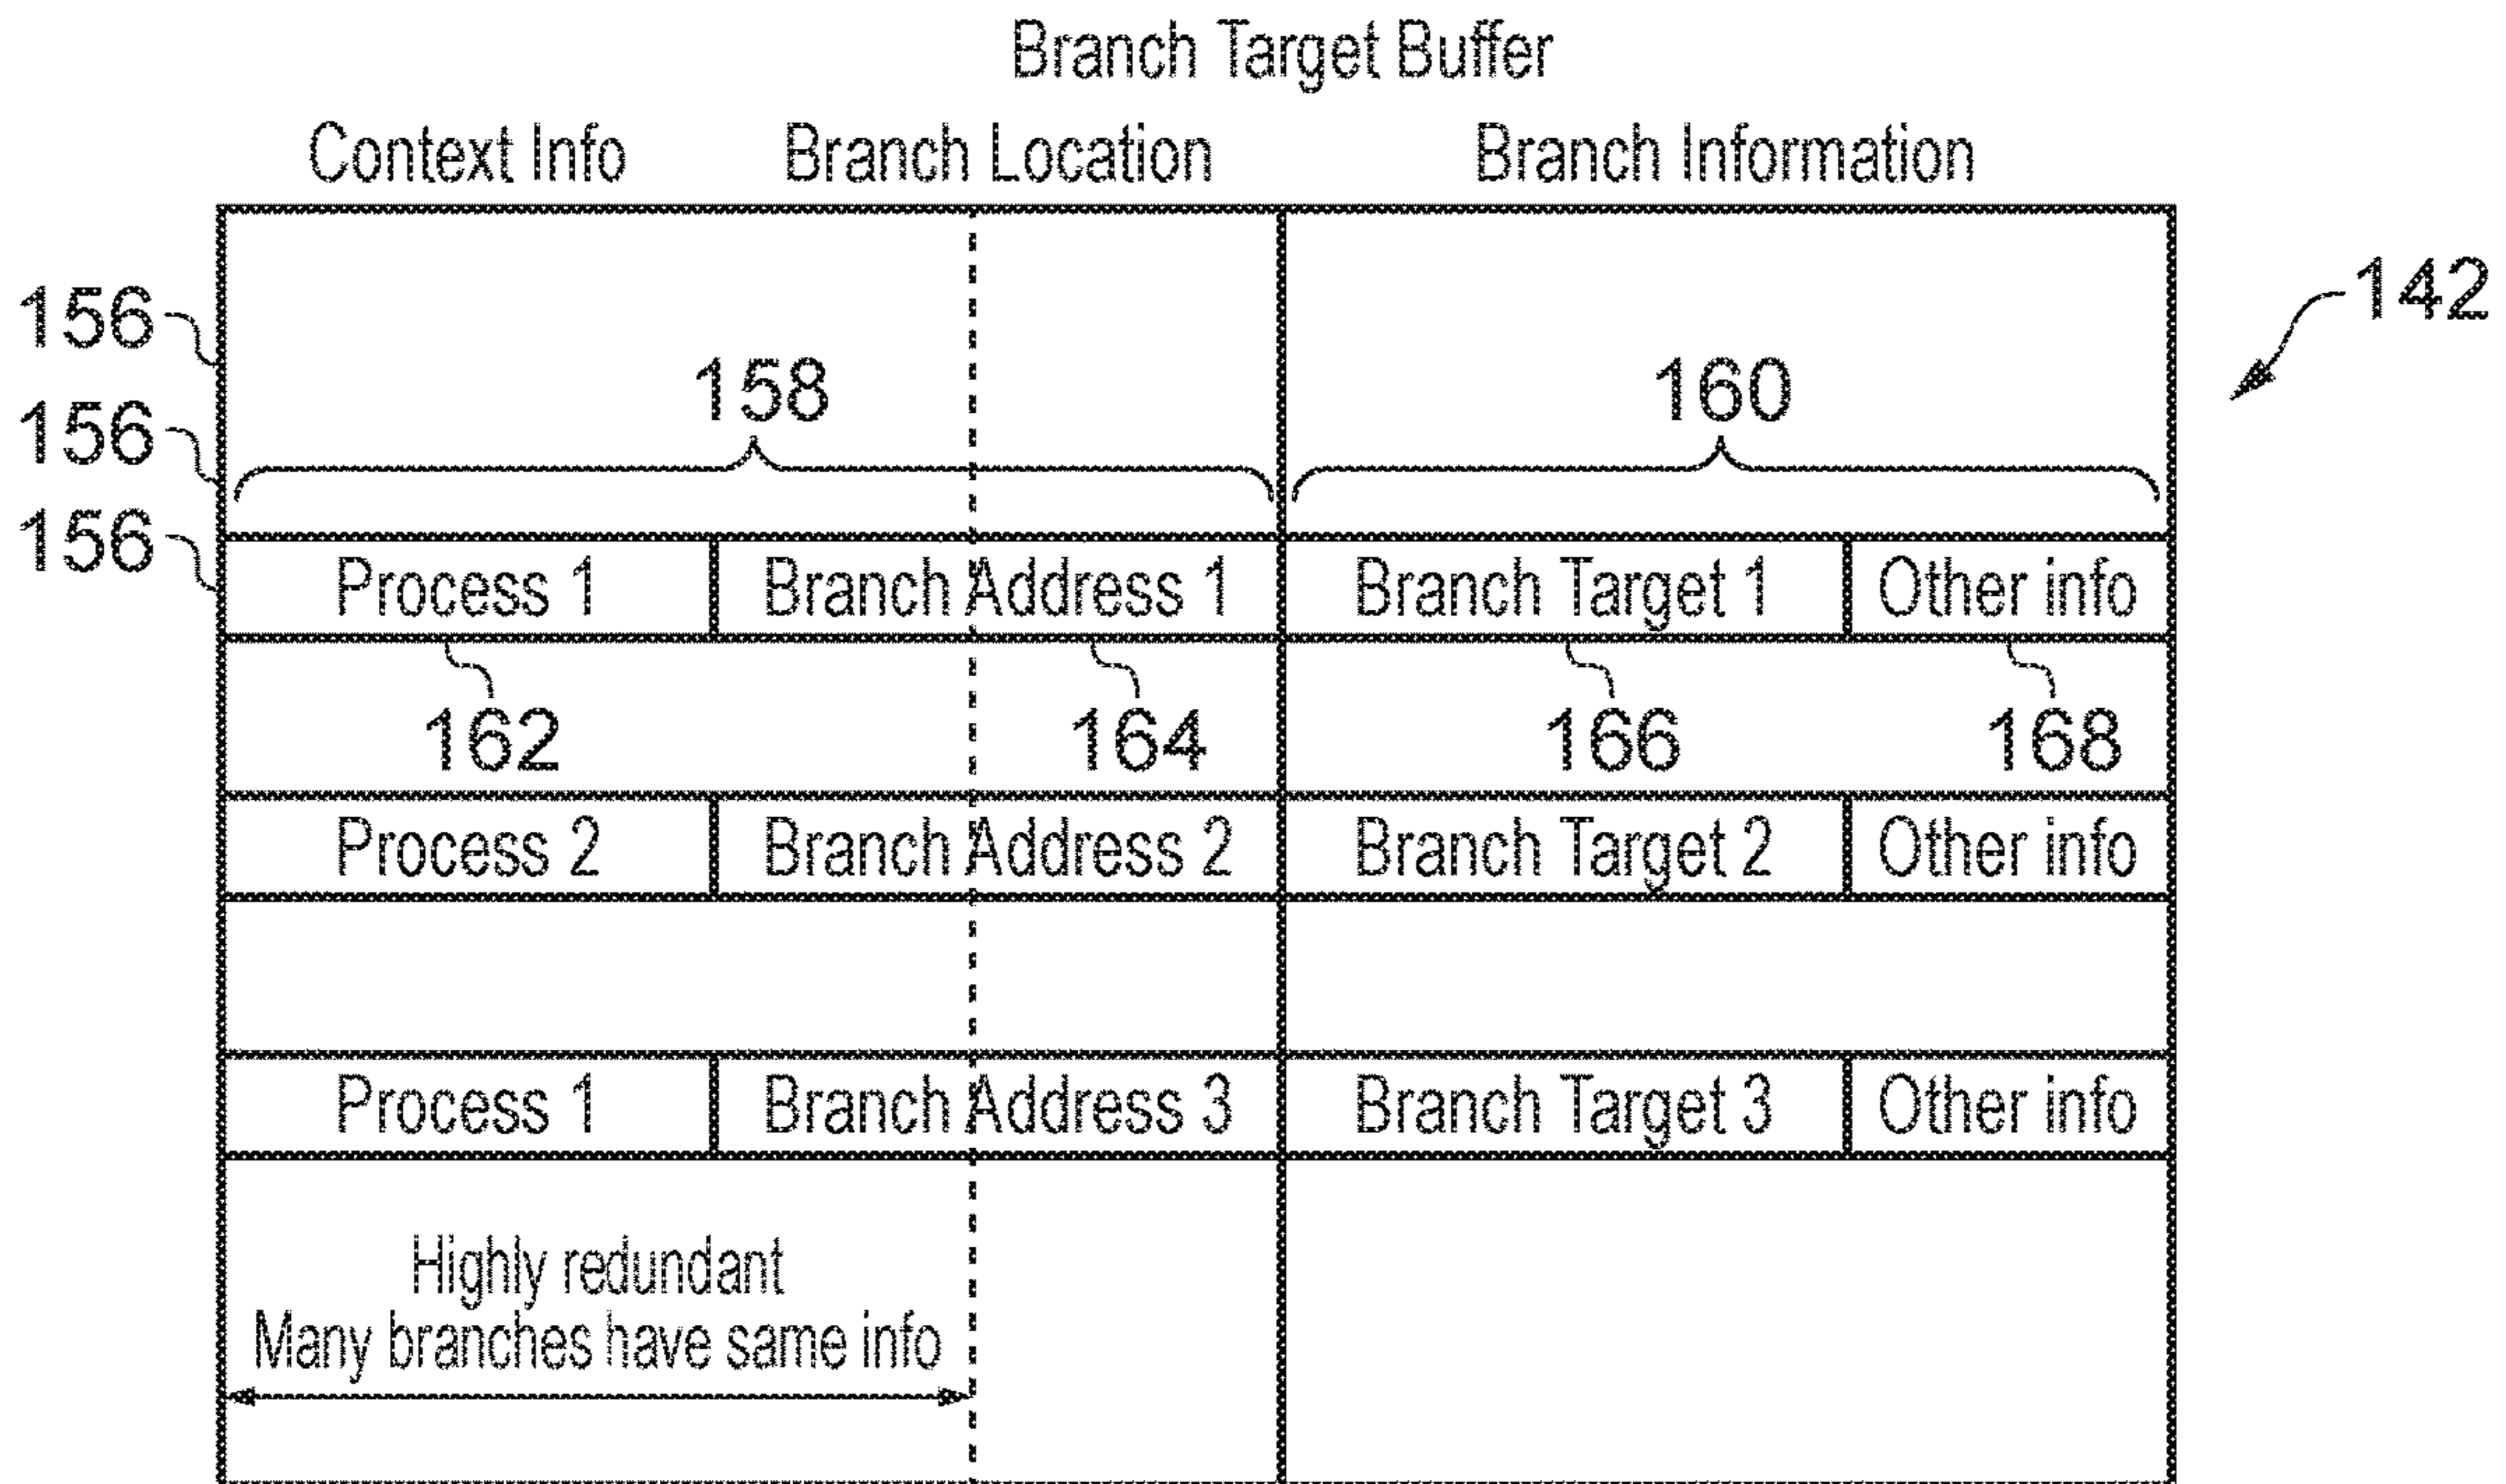 Branch Target Buffer
Context Info Branch Location Branch Information
156 142
158 160
156
156
Process 1 Branch Address 1 Branch Target 1 Other info
162 164 166 168
Process 2 Branch Address 2 Branch Target 2 Other info
Process 1 Branch Address 3 Branch Target 3 Other info
Highly redundant
Many branches have same info